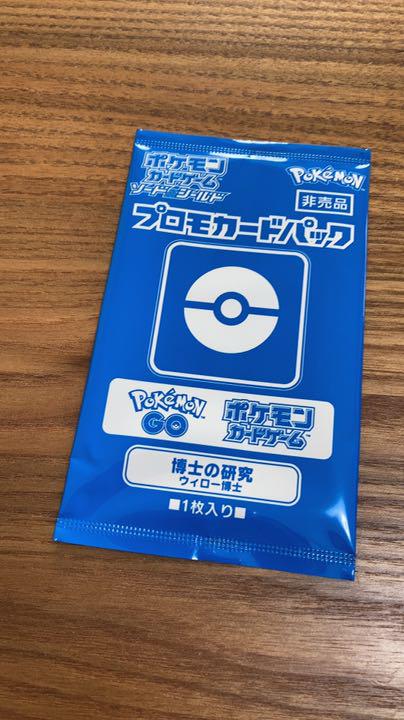 ポケモン
カードゲーム
ソード&シールド
Pokémon
非売品
プロモカードパック
Pokémon GO
ポケモン
カードゲーム
博士の研究
ウィロー博士
■1枚入り■